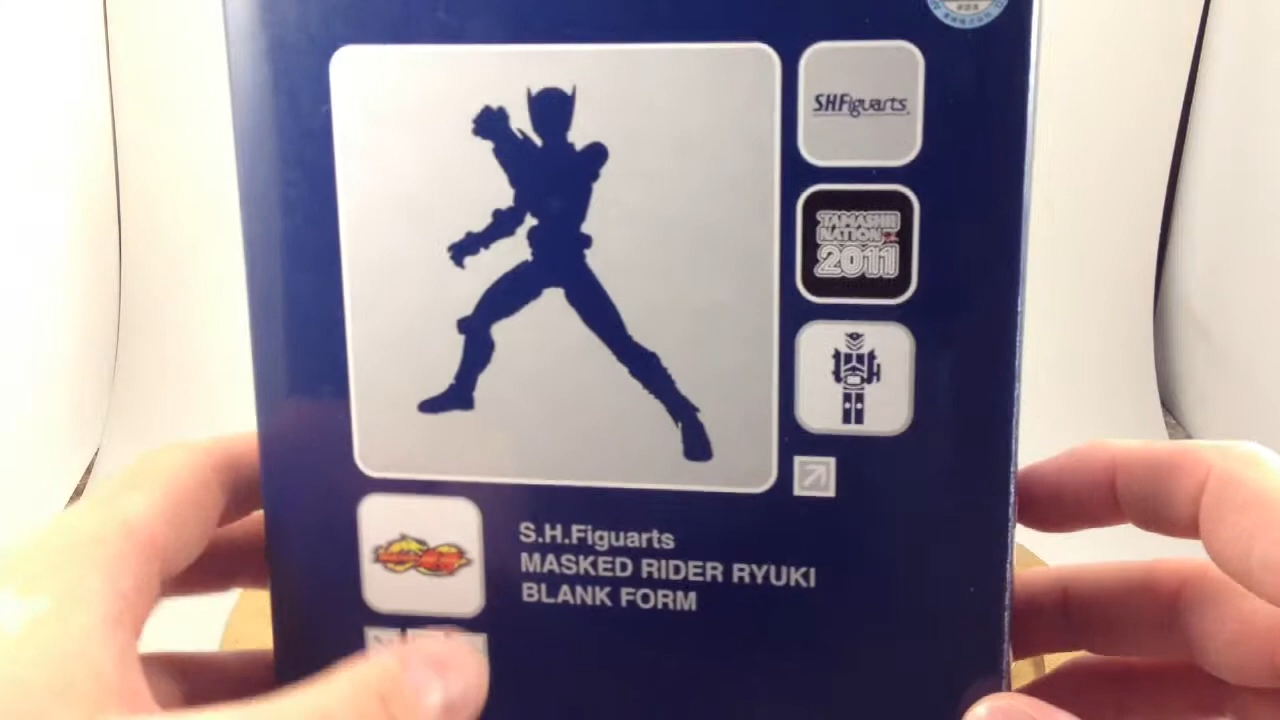 S.H.Figuarts
TAMASHII
NATION
2011
S.H.Figuarts
MASKED RIDER RYUKI
BLANK FORM